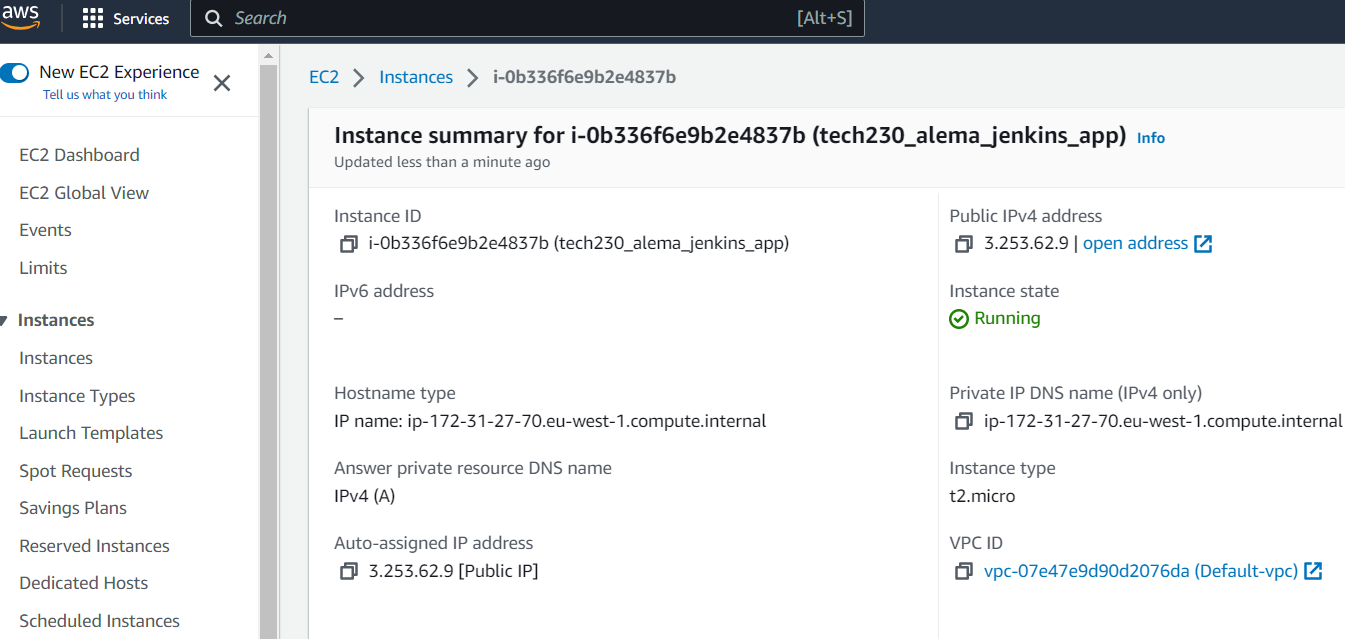 aws
Services
Search
[Alt+S]
New EC2 Experience
Tell us what you think
EC2 Dashboard
EC2 Global View
Events
Limits
Instances
Instances
Instance Types
Launch Templates
Spot Requests
Savings Plans
Reserved Instances
Dedicated Hosts
Scheduled Instances
EC2 > Instances > i-0b336f6e9b2e4837b
Instance summary for i-0b336f6e9b2e4837b (tech230_alema_jenkins_app) Info
Updated less than a minute ago
Instance ID
i-0b336f6e9b2e4837b (tech230_alema_jenkins_app)
IPv6 address
–
Hostname type
IP name: ip-172-31-27-70.eu-west-1.compute.internal
Answer private resource DNS name
IPv4 (A)
Auto-assigned IP address
3.253.62.9 [Public IP]
Public IPv4 address
3.253.62.9 | open address
Instance state
Running
Private IP DNS name (IPv4 only)
ip-172-31-27-70.eu-west-1.compute.internal
Instance type
t2.micro
VPC ID
vpc-07e47e9d90d2076da (Default-vpc)